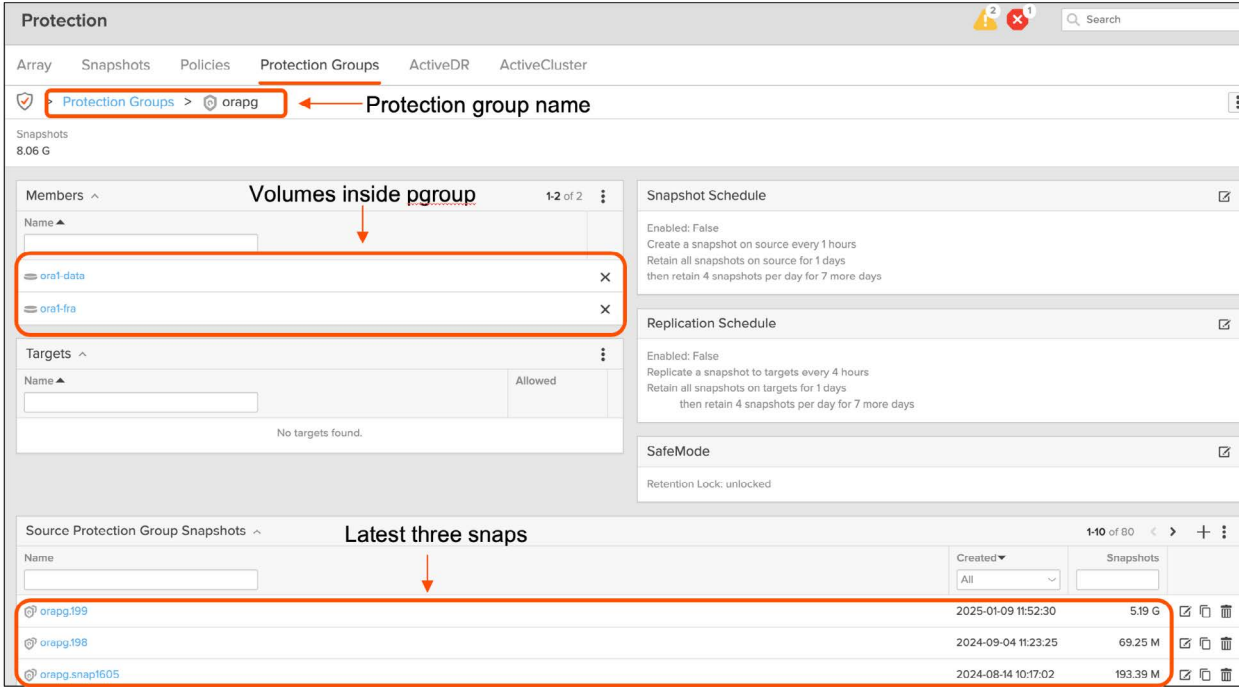 Protection
2
1
Search
Array Snapshots Policies Protection Groups ActiveDR ActiveCluster
> Protection Groups > orapg
Protection group name
Snapshots
8.06 G
Members
Volumes inside pgroup
1-2 of 2
Name
ora1-data
ora1-fra
Snapshot Schedule
Enabled: False
Create a snapshot on source every 1 hours
Retain all snapshots on source for 1 days
then retain 4 snapshots per day for 7 more days
Replication Schedule
Enabled: False
Replicate a snapshot to targets every 4 hours
Retain all snapshots on targets for 1 days
then retain 4 snapshots per day for 7 more days
Targets
Name Allowed
No targets found.
SafeMode
Retention Lock: unlocked
Source Protection Group Snapshots
Latest three snaps
1-10 of 80
Name Created Snapshots
All
orapg.199 2025-01-09 11:52:30 5.19 G
orapg.198 2024-09-04 11:23:25 69.25 M
orapg.snap1605 2024-08-14 10:17:02 193.39 M